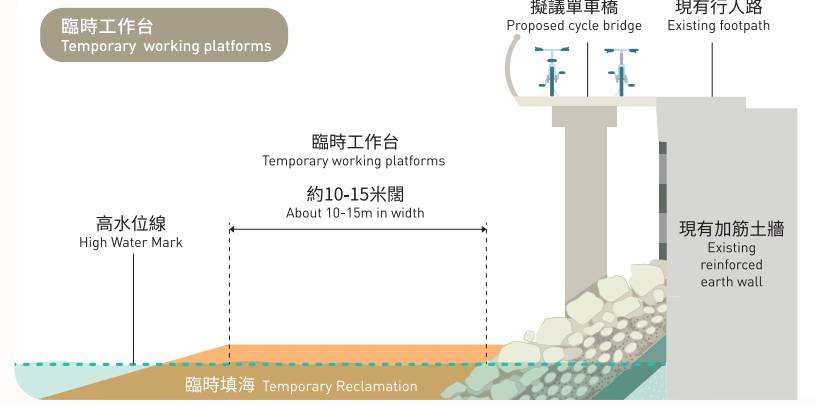 臨時工作台
Temporary working platforms
擬議單車橋
Proposed cycle bridge
現有行人路
Existing footpath
臨時工作台
Temporary working platforms
約10-15米闊
About 10-15m in width
高水位線
High Water Mark
現有加筋土牆
Existing
reinforced
earth wall
臨時填海 Temporary Reclamation